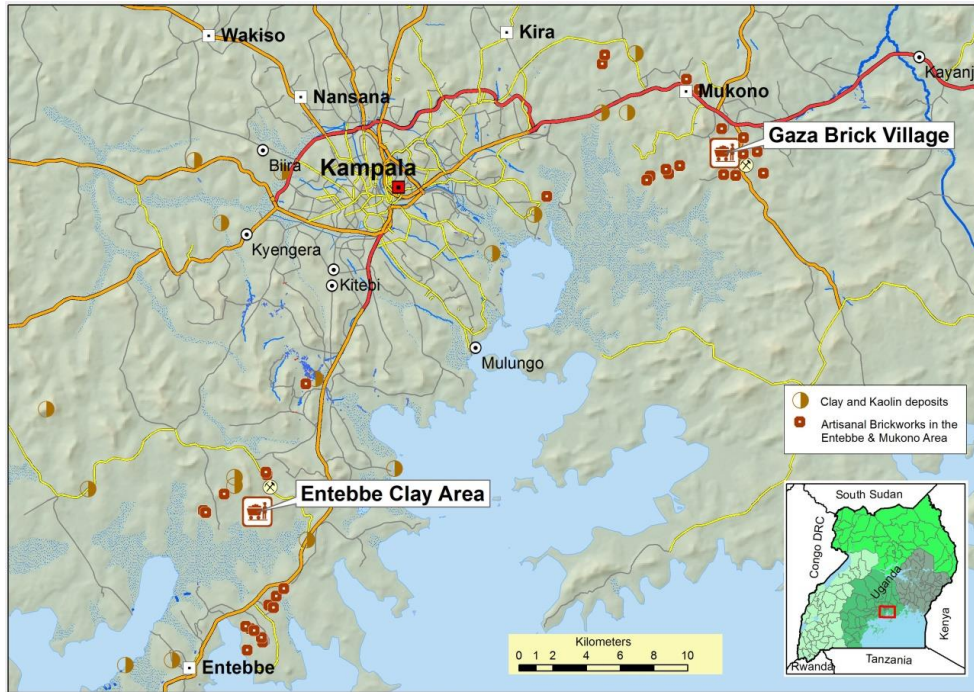 Wakiso
Kira
Kayanj
Nansana
Mukono
Gaza Brick Village
Biira
Kampala
Kyengera
Kitebi
Mulungo
Clay and Kaolin deposits
Artisanal Brickworks in the
Entebbe & Mukono Area
Entebbe Clay Area
South Sudan
Congo DRC
Uganda
Kenya
Rwanda
Tanzania
Kilometers
0 1 2 4 6 8 10
Entebbe